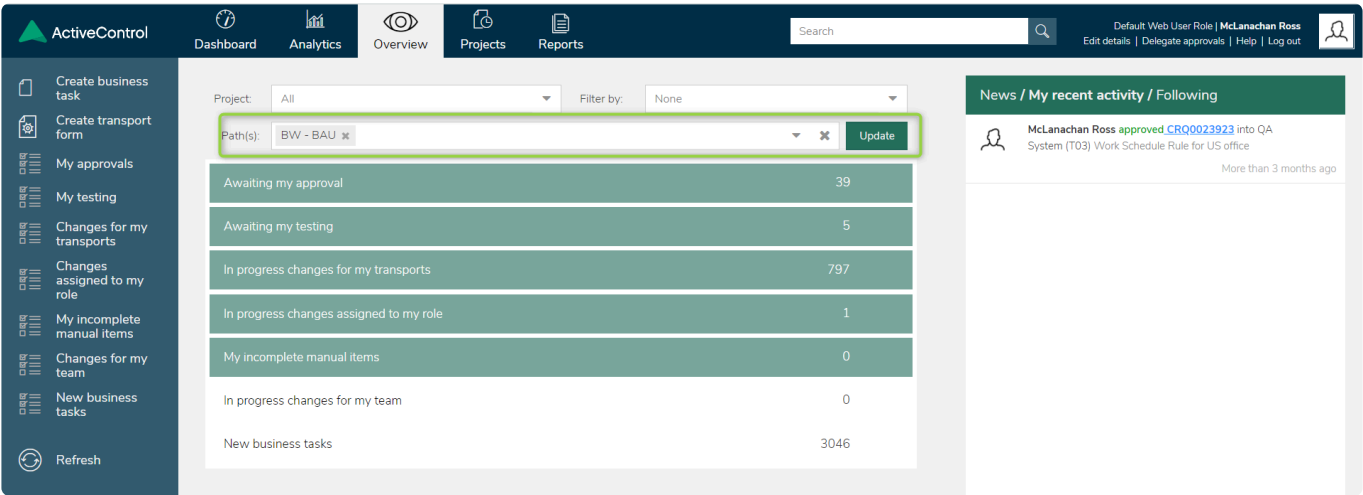 ActiveControl
Dashboard
Analytics
Overview
Projects
Reports
Search
Default Web User Role | McLanachan Ross
Edit details | Delegate approvals | Help | Log out
Create business
task
Create transport
form
My approvals
My testing
Changes for my
transports
Changes
assigned to my
role
My incomplete
manual items
Changes for my
team
New business
tasks
Refresh
Project: All
Filter by: None
Path(s): BW - BAU
Update
Awaiting my approval 39
Awaiting my testing 5
In progress changes for my transports 797
In progress changes assigned to my role 1
My incomplete manual items 0
In progress changes for my team 0
New business tasks 3046
News / My recent activity / Following
McLanachan Ross approved CRQ0023923 into QA
System (T03) Work Schedule Rule for US office
More than 3 months ago